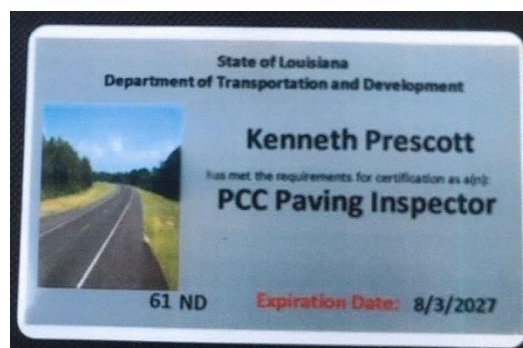 State of Louisiana
Department of Transportation and Development
Kenneth Prescott
has met the requirements for certification as a(n):
PCC Paving Inspector
61 ND Expiration Date: 8/3/2027